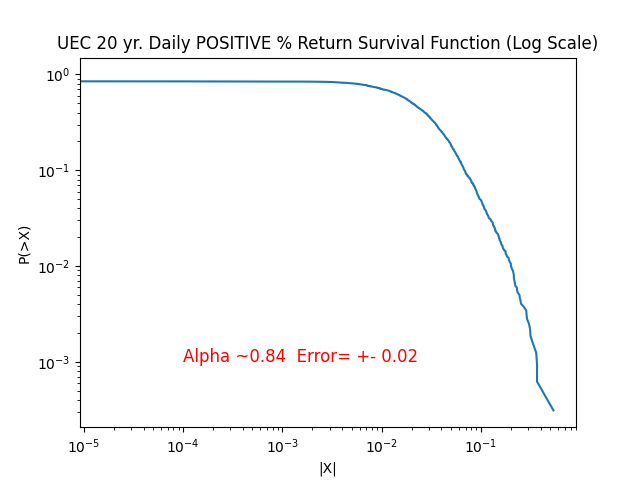 UEC 20 yr. Daily POSITIVE % Return Survival Function (Log Scale)
10⁰
10⁻¹
10⁻²
10⁻³
P(>X)
Alpha ~0.84  Error= +- 0.02
10⁻⁵ 10⁻⁴ 10⁻³ 10⁻² 10⁻¹
|X|